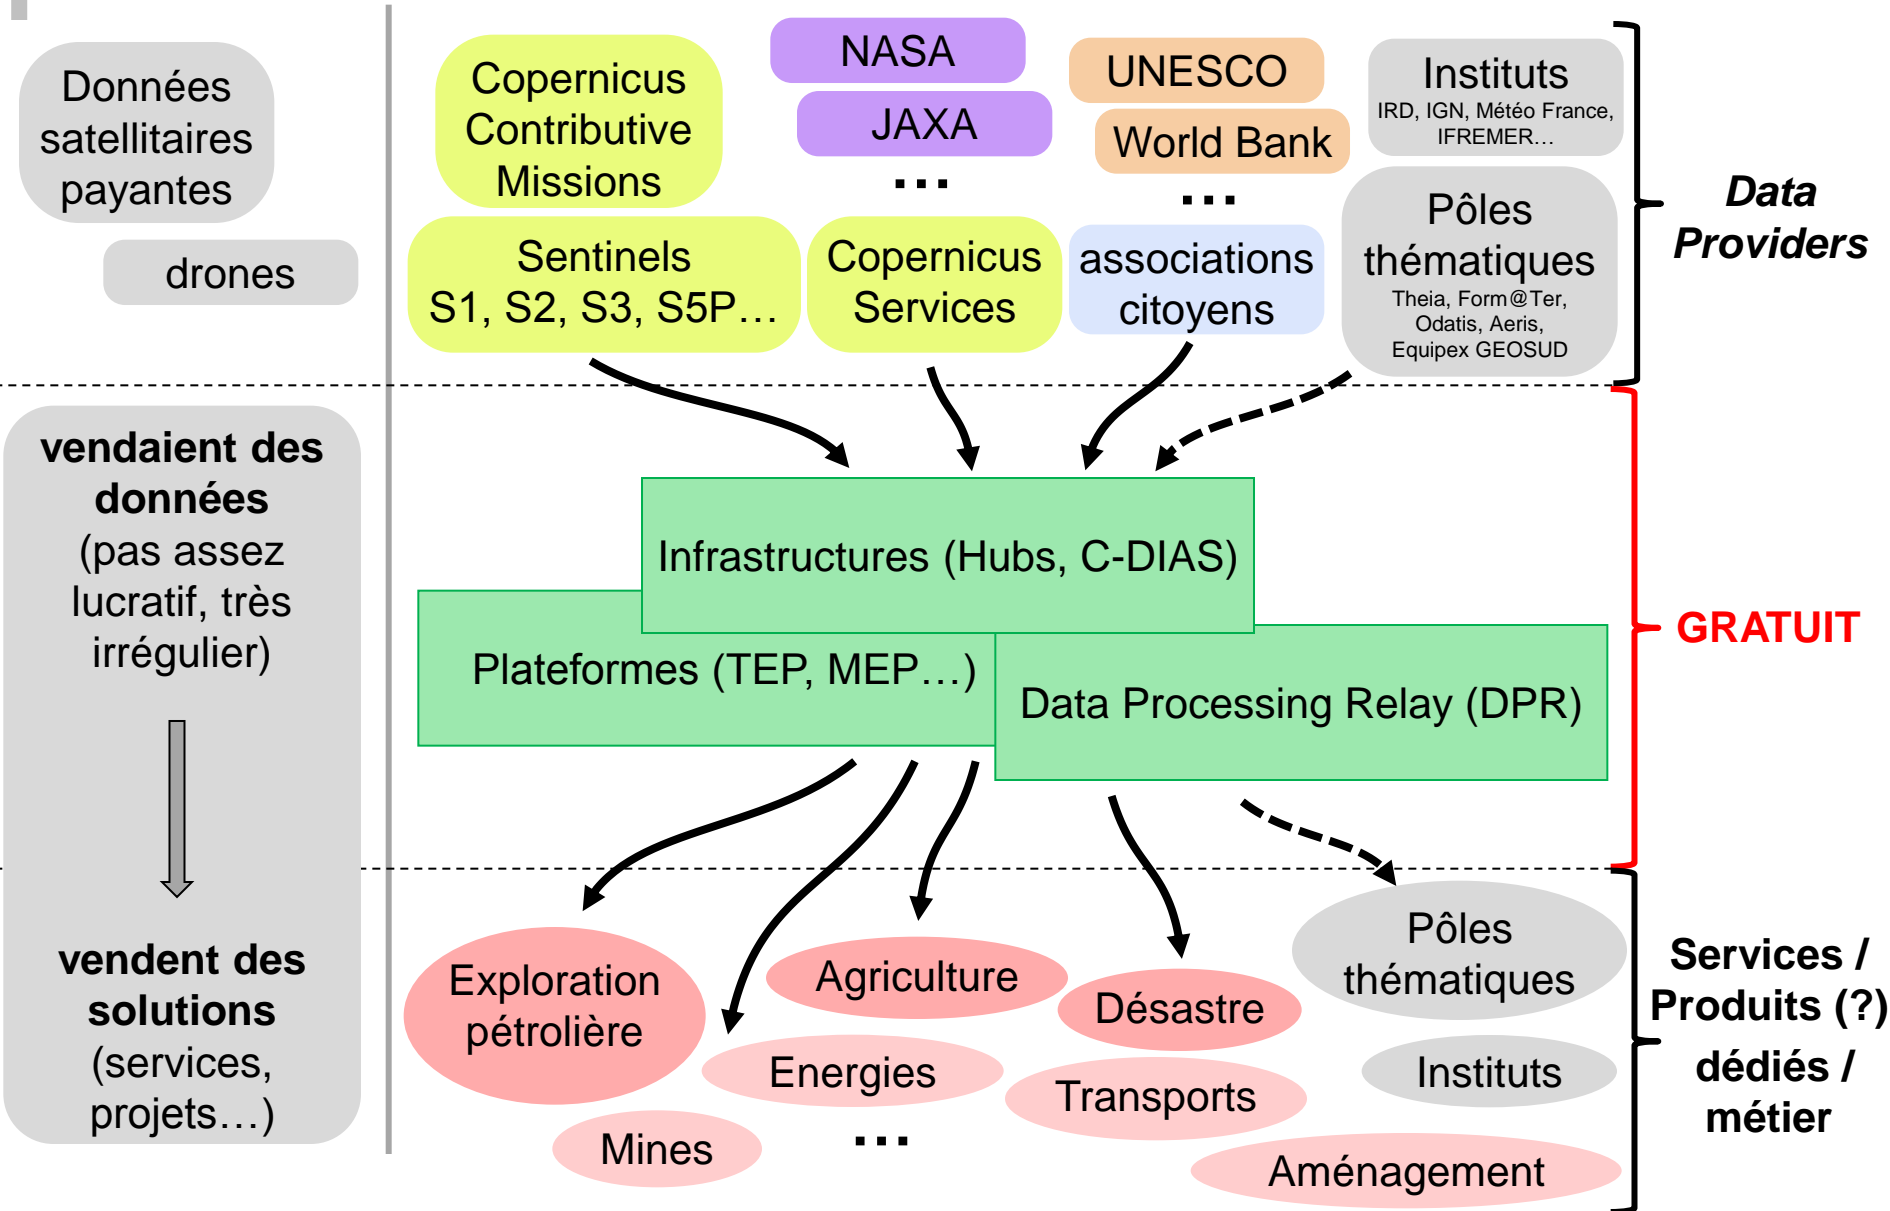 Données
satellitaires
payantes
drones
vendaient des
données
(pas assez
lucratif, très
irrégulier)
vendent des
solutions
(services,
projets…)
Copernicus
Contributive
Missions
NASA
JAXA
…
UNESCO
World Bank
…
Instituts
IRD, IGN, Météo France,
IFREMER…
Sentinels
S1, S2, S3, S5P…
Copernicus
Services
associations
citoyens
Pôles
thématiques
Theia, Form@Ter,
Odatis, Aeris,
Equipex GEOSUD
Data
Providers
Infrastructures (Hubs, C-DIAS)
Plateformes (TEP, MEP…)
Data Processing Relay (DPR)
GRATUIT
Exploration
pétrolière
Agriculture
Désastre
Pôles
thématiques
Energies
Transports
Instituts
Mines
…
Aménagement
Services /
Produits (?)
dédiés /
métier